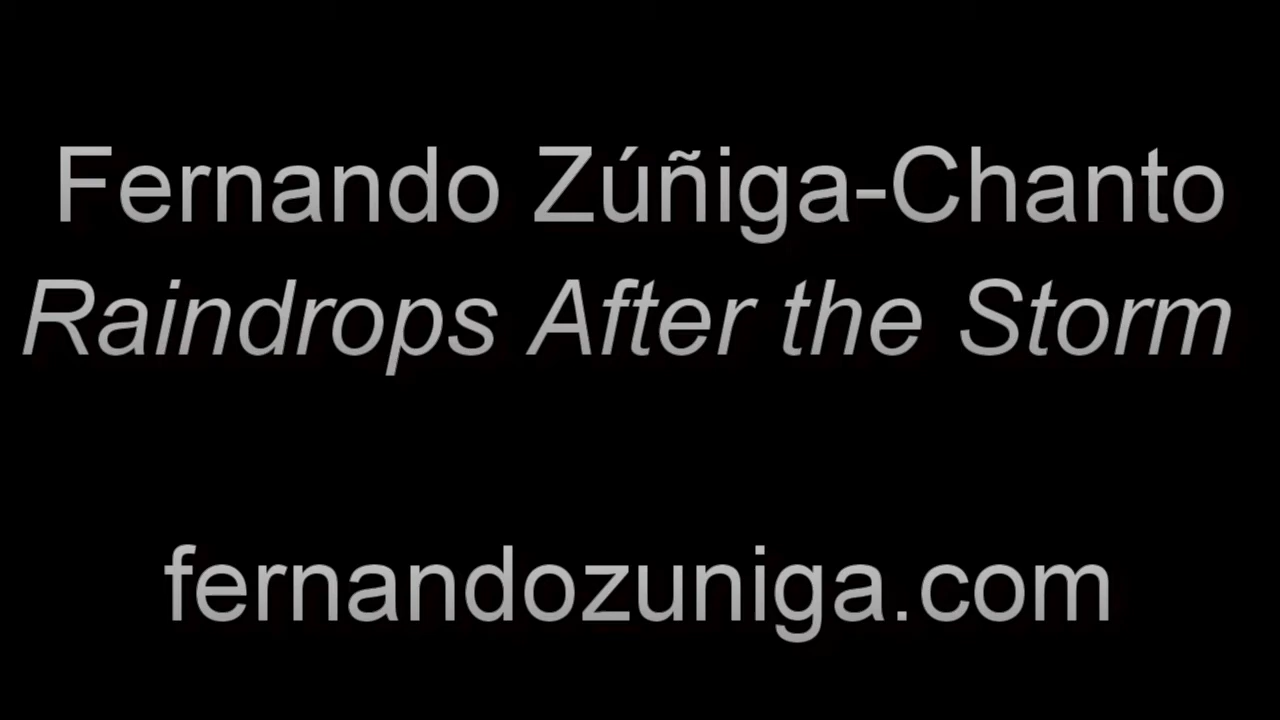 Fernando Zúñiga-Chanto
Raindrops After the Storm
fernandozuniga.com